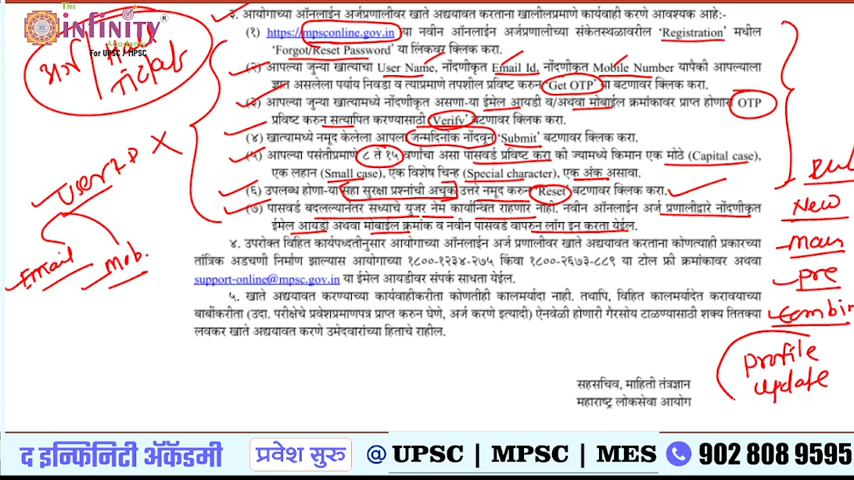 ३. आयोगाच्या ऑनलाईन अर्जप्रणालीवर खाते अद्ययावत करताना खालीलप्रमाणे कार्यवाही करणे आवश्यक आहे:-
THE INFINITY
For UPSC / MPSC
(१) https://mpsconline.gov.in या नवीन ऑनलाईन अर्जप्रणालीच्या संकेतस्थळावरील 'Registration' मधील
'Forgot/Reset Password' या लिंकवर क्लिक करा.
(२) आपल्या जुन्या खात्याचा User Name, नोंदणीकृत Email Id, नोंदणीकृत Mobile Number यापैकी आपल्याला
ज्ञात असलेला पर्याय निवडा व त्याप्रमाणे तपशील प्रविष्ट करुन 'Get OTP' या बटणावर क्लिक करा.
(३) आपल्या जुन्या खात्यामध्ये नोंदणीकृत असणा-या ईमेल आयडी व/अथवा मोबाईल क्रमांकावर प्राप्त होणारा OTP
प्रविष्ट करुन सत्यापित करण्यासाठी 'Verify' बटणावर क्लिक करा.
(४) खात्यामध्ये नमूद केलेला आपला जन्मदिनांक नोंदवून 'Submit' बटणावर क्लिक करा.
(५) आपल्या पसंतीप्रमाणे ८ ते १५ वर्णाचा असा पासवर्ड प्रविष्ट करा की ज्यामध्ये किमान एक मोठे (Capital case),
एक लहान (Small case), एक विशेष चिन्ह (Special character), एक अंक असावा.
(६) उपलब्ध होणा-या सहा सुरक्षा प्रश्नांची अचूक उत्तर नमूद करुन 'Reset' बटणावर क्लिक करा.
(७) पासवर्ड बदलल्यानंतर सध्याचे युजर नेम कार्यान्वित राहणार नाही. नवीन ऑनलाईन अर्ज प्रणालीद्वारे नोंदणीकृत
ईमेल आयडी अथवा मोबाईल क्रमांक व नवीन पासवर्ड वापरुन लॉग इन करता येईल.
New
Email
Mob.
pre
४. उपरोक्त विहित कार्यपध्दतीनुसार आयोगाच्या ऑनलाईन अर्ज प्रणालीवर खाते अद्ययावत करताना कोणत्याही प्रकारच्या
तांत्रिक अडचणी निर्माण झाल्यास आयोगाच्या १८००-१२३४-२७५ किंवा १८००-२६७३-८८९ या टोल फ्री क्रमांकावर अथवा
support-online@mpsc.gov.in या ईमेल आयडीवर संपर्क साधता येईल.
Combin
५. खाते अद्ययावत करण्याच्या कार्यवाहीकरीता कोणतीही कालमर्यादा नाही. तथापि, विहित कालमर्यादेत करावयाच्या
बाबींकरीता (उदा. परीक्षेचे प्रवेशप्रमाणपत्र प्राप्त करुन घेणे, अर्ज करणे इत्यादी) ऐनवेळी होणारी गैरसोय टाळण्यासाठी शक्य तितक्या
लवकर खाते अद्ययावत करणे उमेदवारांच्या हिताचे राहील.
profile
update
सहसचिव, माहिती तंत्रज्ञान
महाराष्ट्र लोकसेवा आयोग
द इन्फिनिटी ॲकॅडमी प्रवेश सुरु @ UPSC | MPSC | MES 902 808 9595